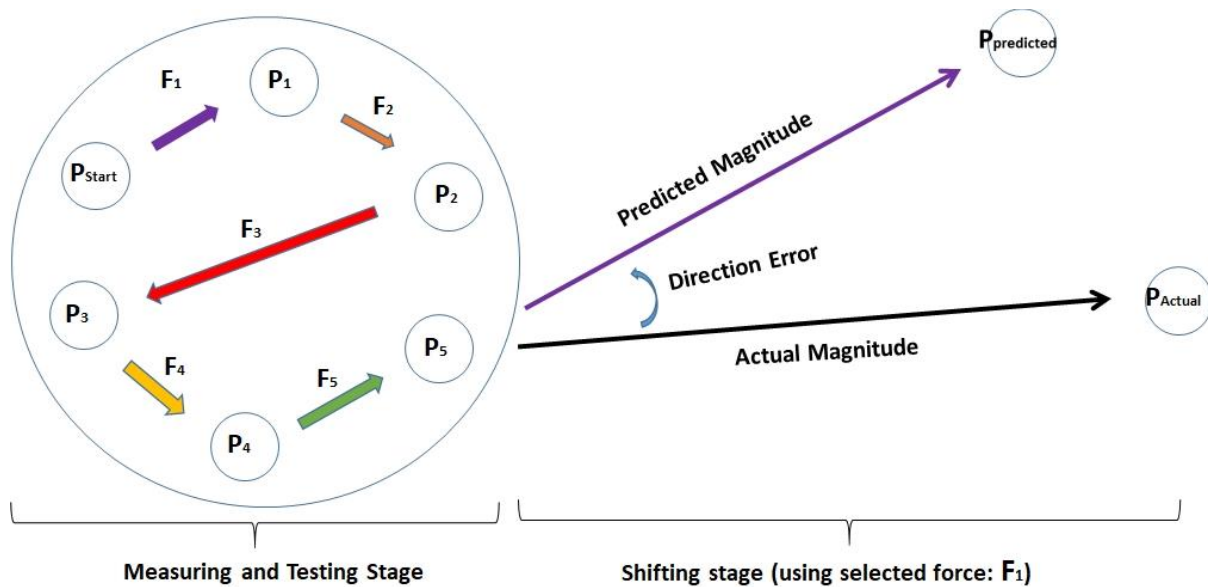 F1
P1
F2
PStart
P2
F3
P3
F4
P4
F5
P5
Ppredicted
Predicted Magnitude
Direction Error
PActual
Actual Magnitude
Measuring and Testing Stage
Shifting stage (using selected force: F1)